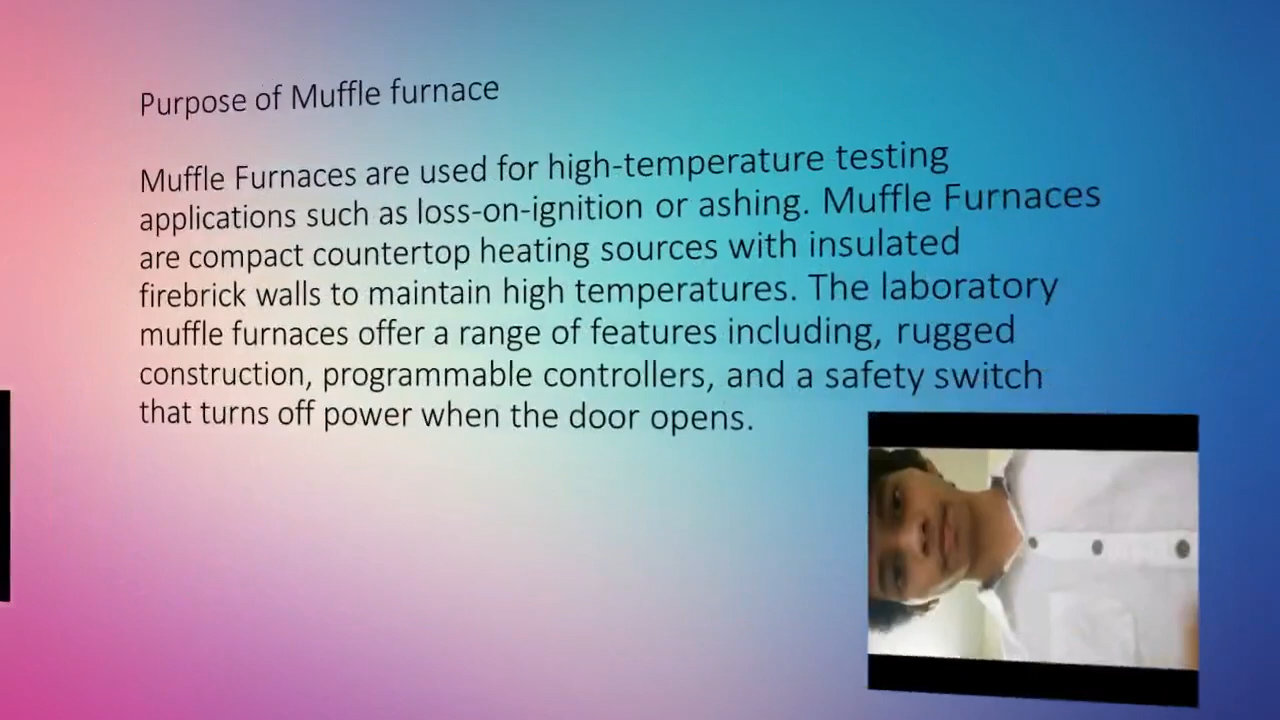 Purpose of Muffle furnace
Muffle Furnaces are used for high-temperature testing
applications such as loss-on-ignition or ashing. Muffle Furnaces
are compact countertop heating sources with insulated
firebrick walls to maintain high temperatures. The laboratory
muffle furnaces offer a range of features including, rugged
construction, programmable controllers, and a safety switch
that turns off power when the door opens.